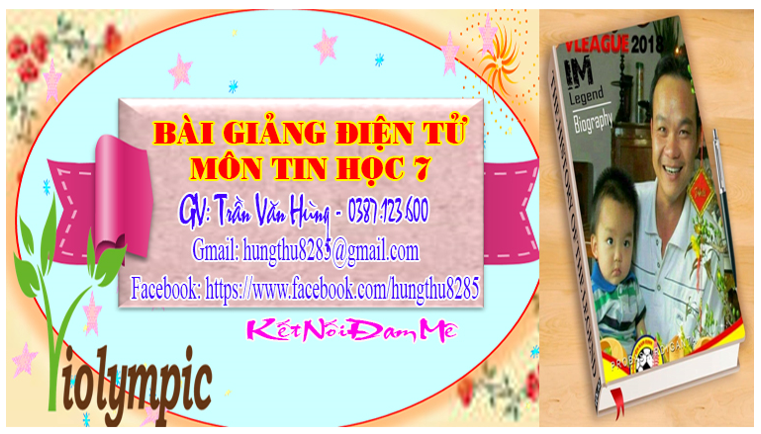 BÀI GIẢNG ĐIỆN TỬ
MÔN TIN HỌC 7
GV: Trần Văn Hùng - 0387.123.600
Gmail: hungthu8285@gmail.com
Facebook: https://www.facebook.com/hungthu8285
KếtNốiĐamMê
Violympic
VLEAGUE 2018
Legend
Biography